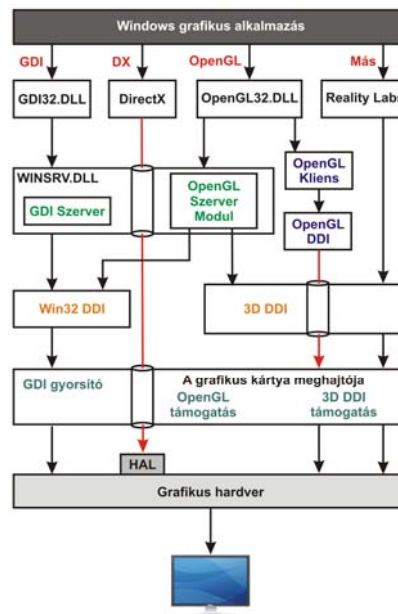 Windows grafikus alkalmazás
GDI
DX
OpenGL
Más
GDI32.DLL
DirectX
OpenGL32.DLL
Reality Labs
WINSRV.DLL
GDI Szerver
OpenGL
Szerver
Modul
OpenGL
Kliens
OpenGL
DDI
Win32 DDI
3D DDI
GDI gyorsító
A grafikus kártya meghajtója
OpenGL
támogatás
3D DDI
támogatás
HAL
Grafikus hardver